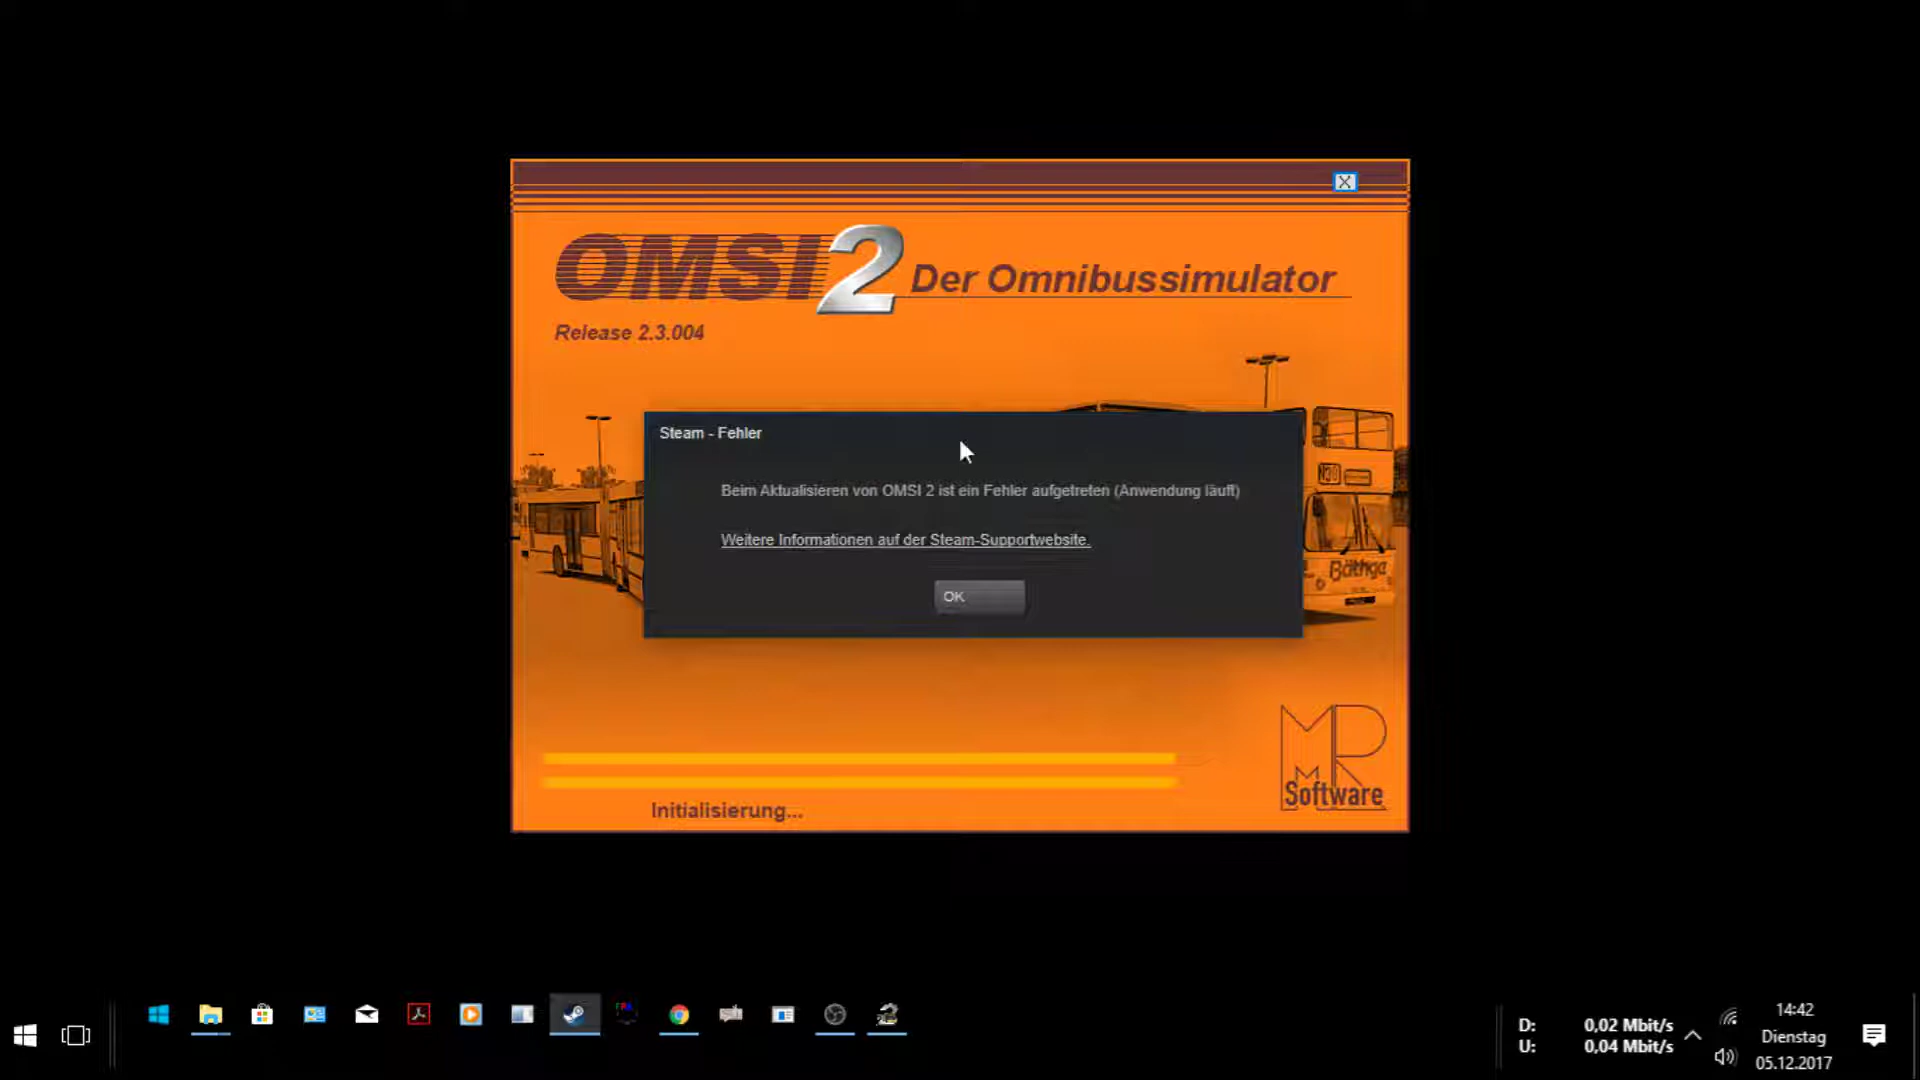 OMSI 2 Der Omnibussimulator
Release 2.3.004
Steam - Fehler
Beim Aktualisieren von OMSI 2 ist ein Fehler aufgetreten (Anwendung läuft)
Weitere Informationen auf der Steam-Supportwebsite.
OK
N30
Bäthge
MR
Software
Initialisierung...
D: 0,02 Mbit/s
U: 0,04 Mbit/s
14:42
Dienstag
05.12.2017